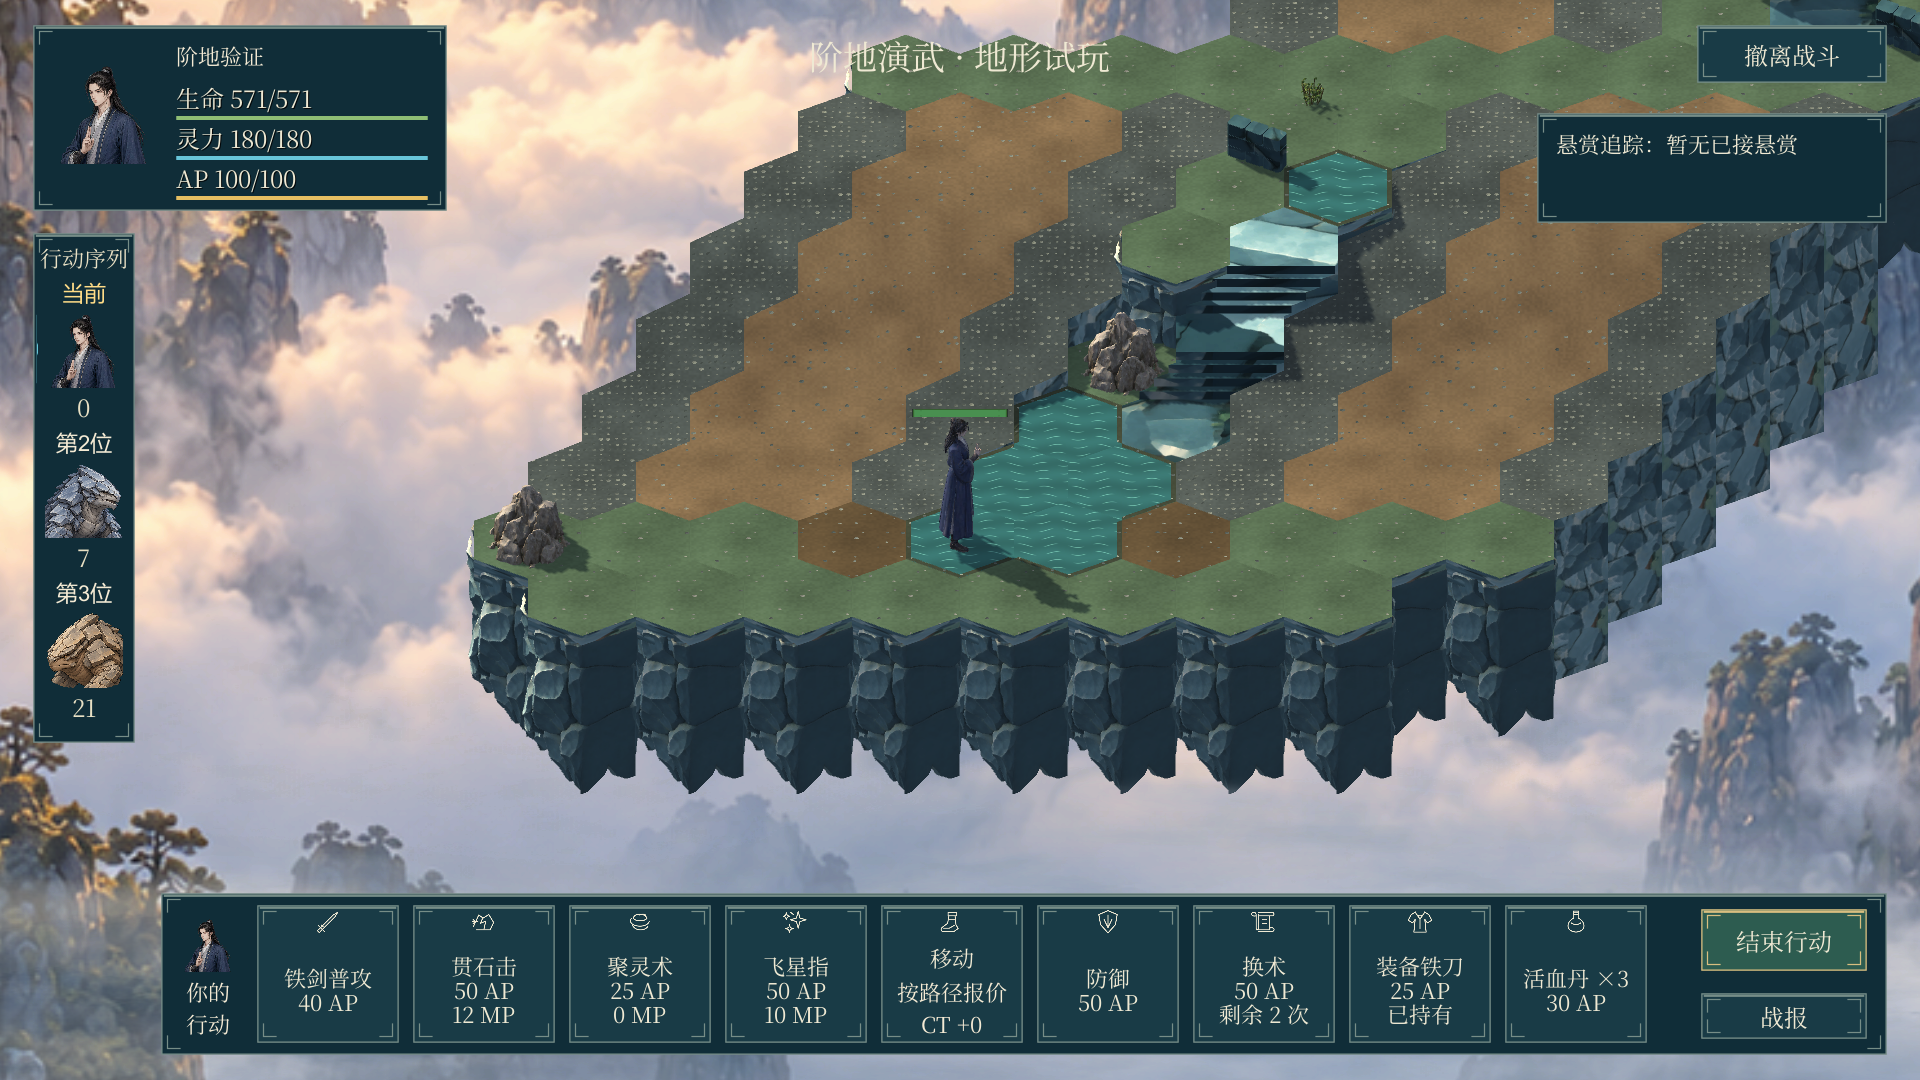 阶地验证
生命 571/571
灵力 180/180
AP 100/100
阶地演武 · 地形试玩
撤离战斗
悬赏追踪：暂无已接悬赏
行动序列
当前
0
第2位
7
第3位
21
你的
行动
铁剑普攻
40 AP
贯石击
50 AP
12 MP
聚灵术
25 AP
0 MP
飞星指
50 AP
10 MP
移动
按路径报价
CT +0
防御
50 AP
换术
50 AP
剩余 2 次
装备铁刀
25 AP
已持有
活血丹 ×3
30 AP
结束行动
战报